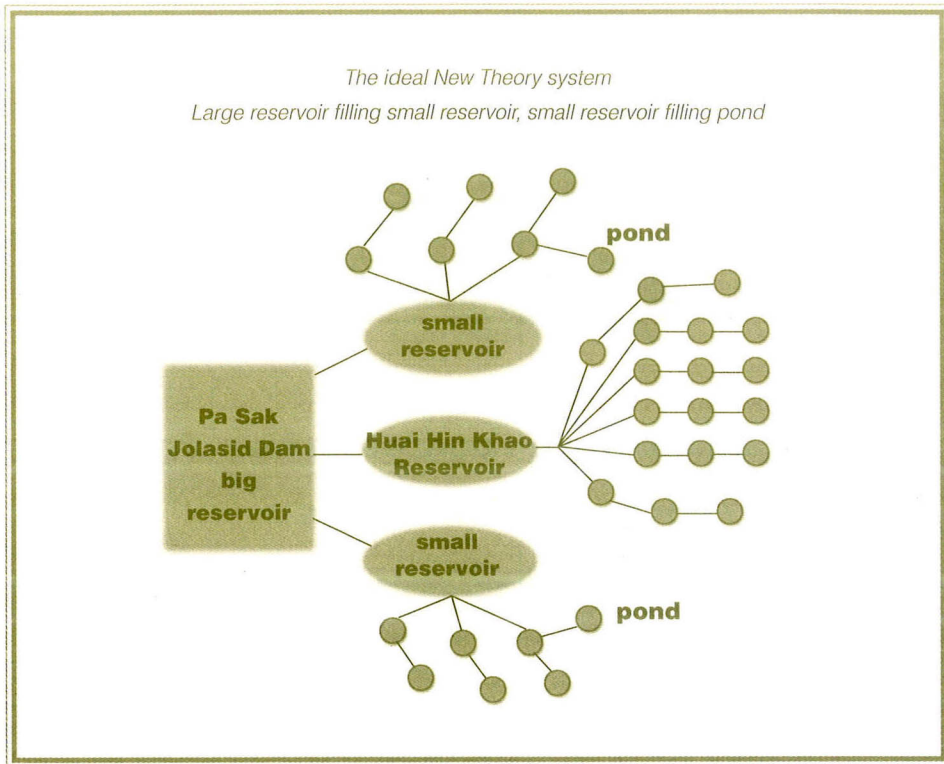 The ideal New Theory system
Large reservoir filling small reservoir, small reservoir filling pond
pond
small
reservoir
Pa Sak
Jolasid Dam
big
reservoir
Huai Hin Khao
Reservoir
small
reservoir
pond